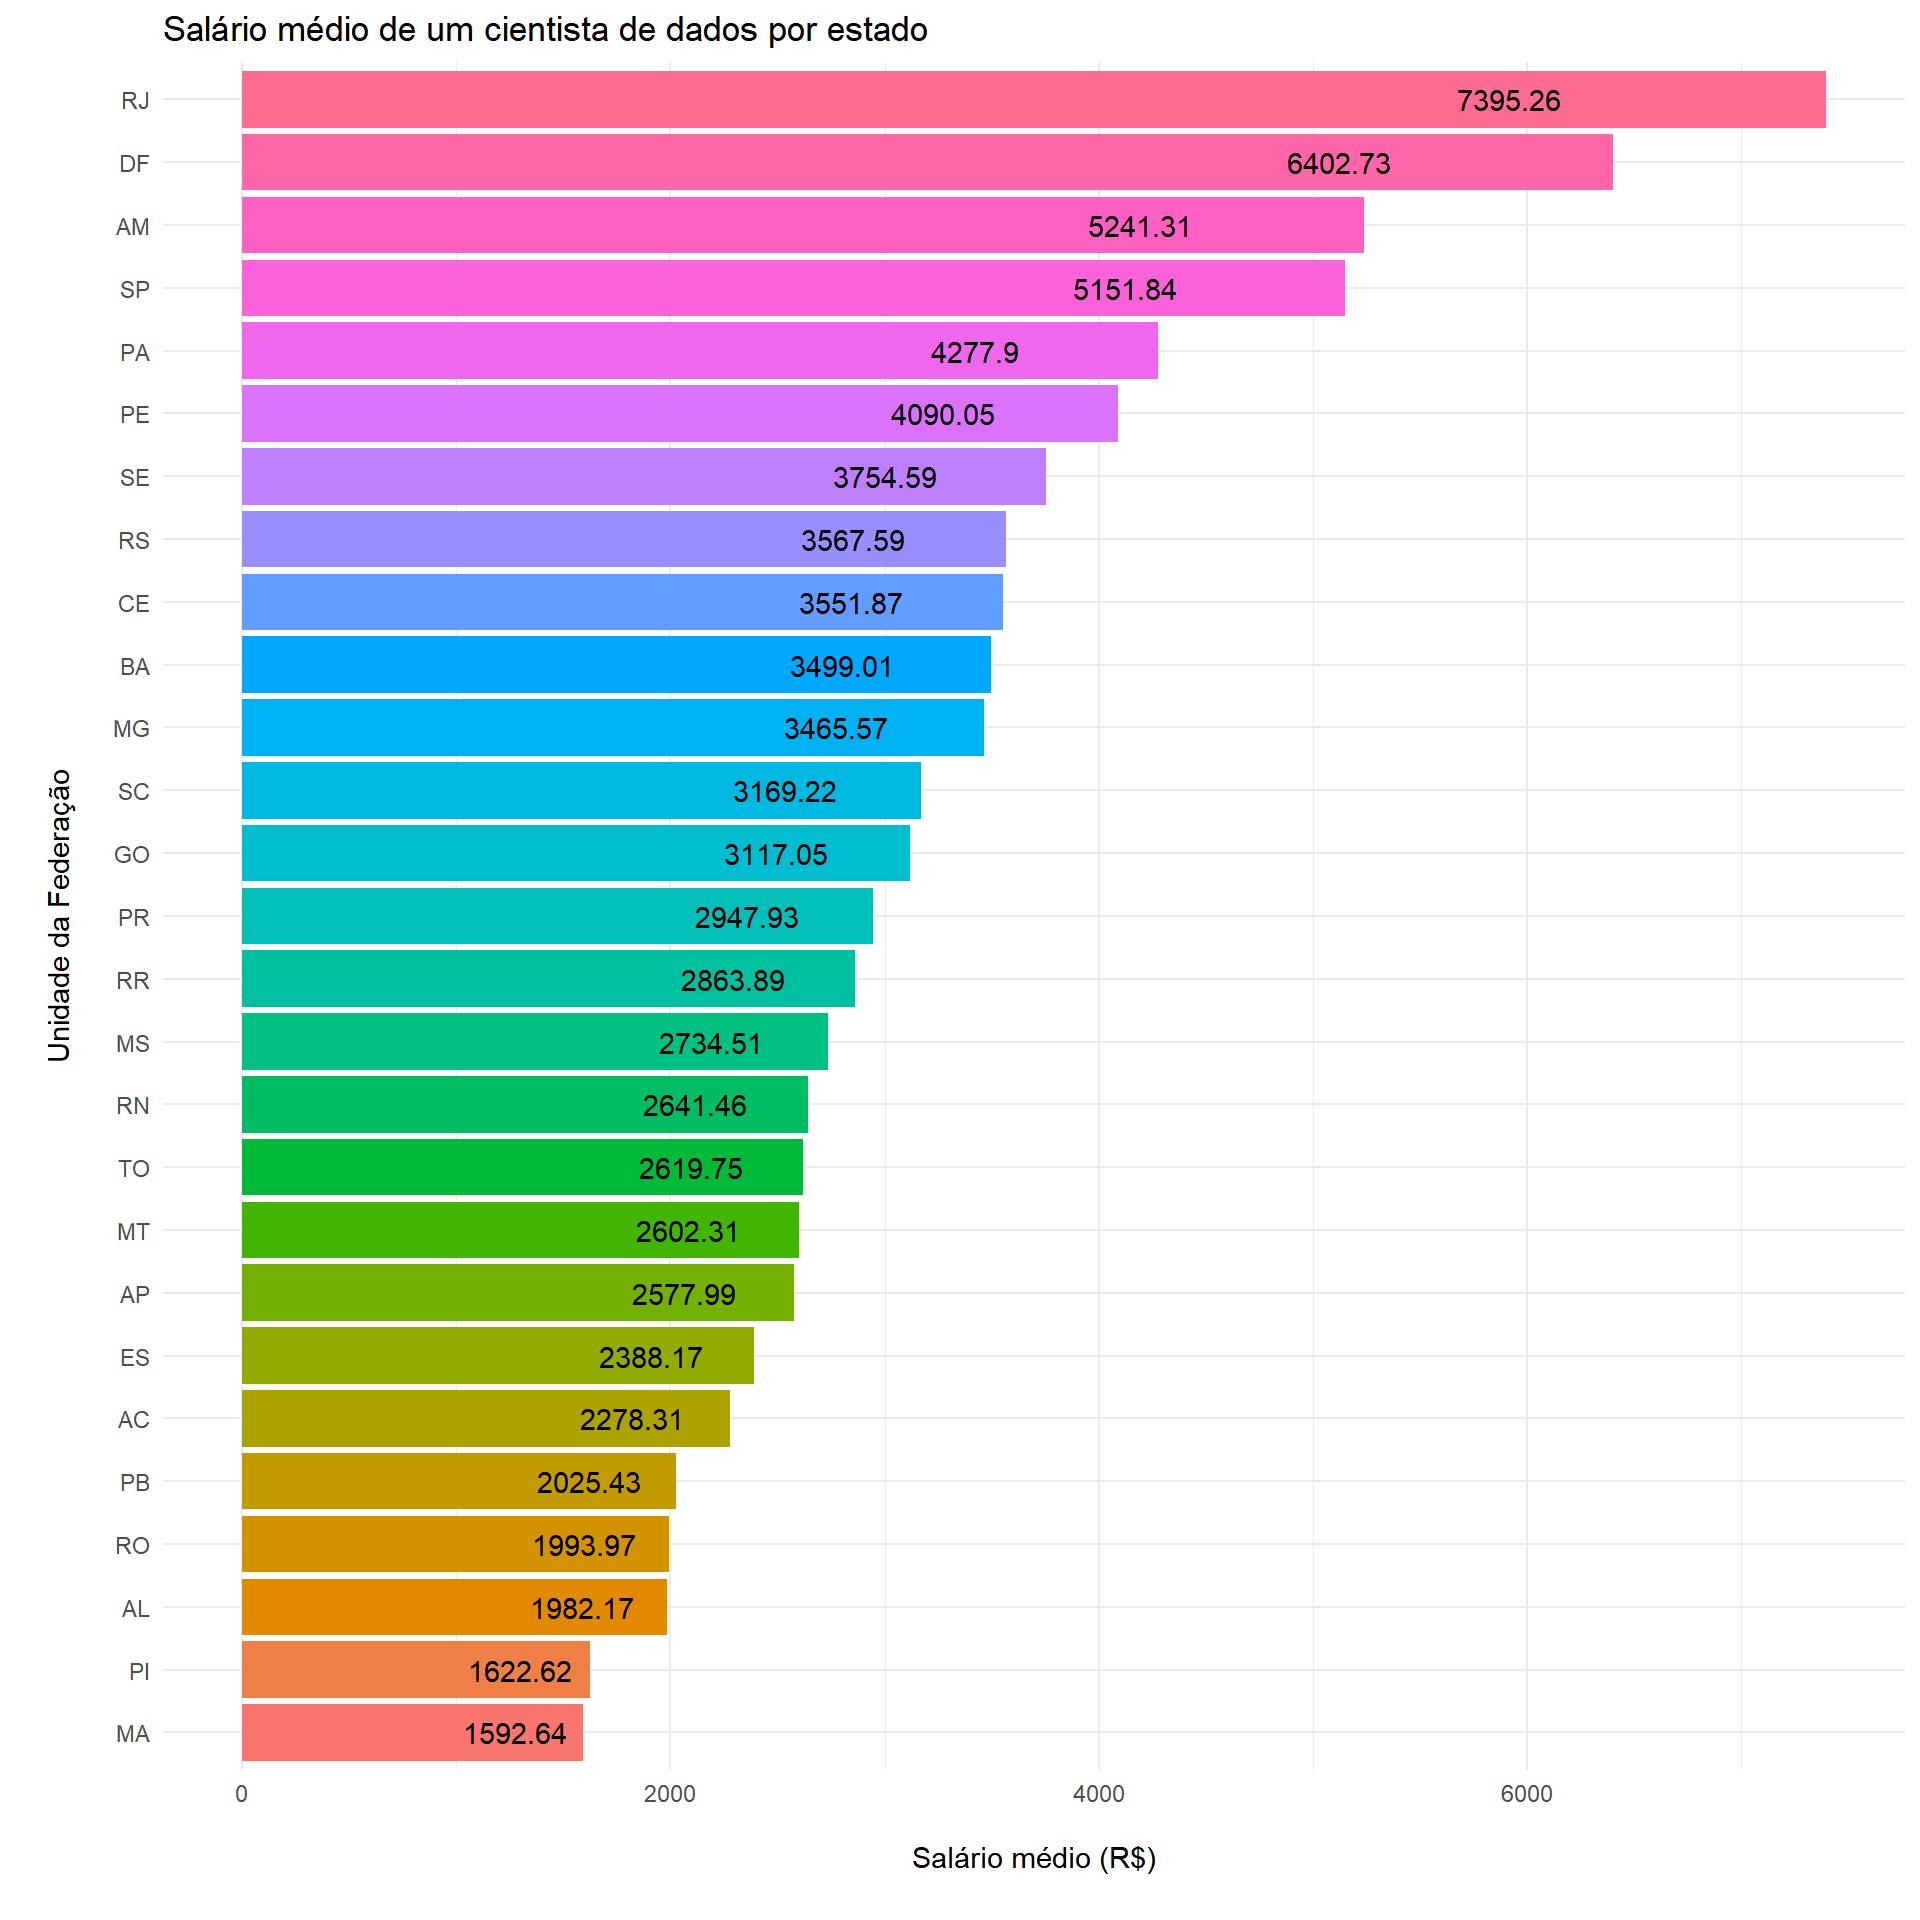 Salário médio de um cientista de dados por estado
RJ 7395.26
DF 6402.73
AM 5241.31
SP 5151.84
PA 4277.9
PE 4090.05
SE 3754.59
RS 3567.59
CE 3551.87
BA 3499.01
MG 3465.57
SC 3169.22
GO 3117.05
PR 2947.93
RR 2863.89
MS 2734.51
RN 2641.46
TO 2619.75
MT 2602.31
AP 2577.99
ES 2388.17
AC 2278.31
PB 2025.43
RO 1993.97
AL 1982.17
PI 1622.62
MA 1592.64
Unidade da Federação
0 2000 4000 6000
Salário médio (R$)